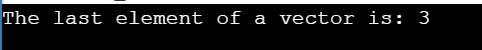 The last element of a vector is: 3